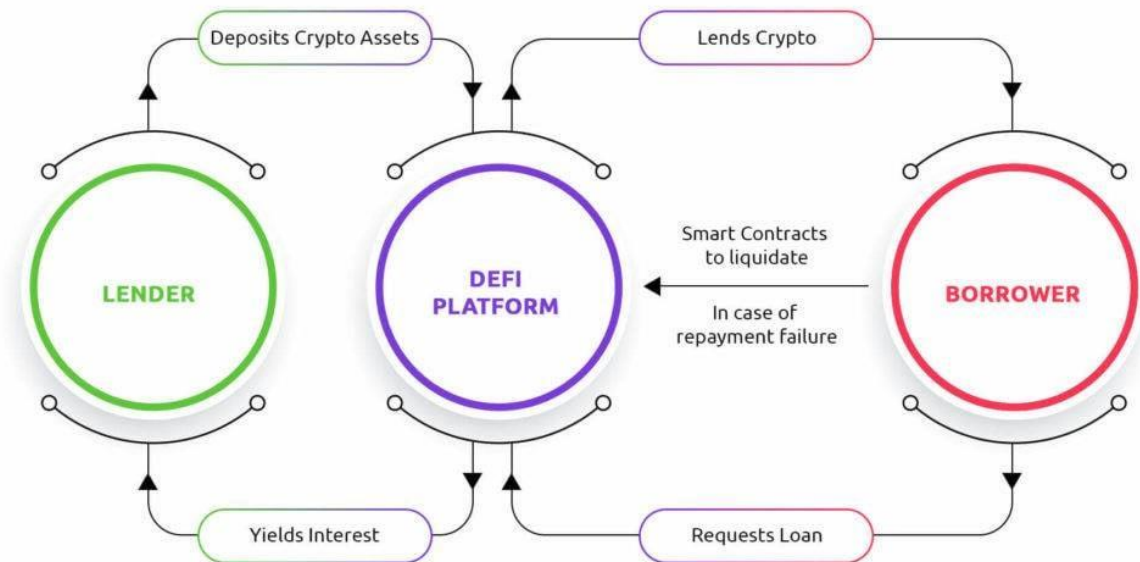 Deposits Crypto Assets
Lends Crypto
LENDER
DEFI
PLATFORM
Smart Contracts
to liquidate
In case of
repayment failure
BORROWER
Yields Interest
Requests Loan